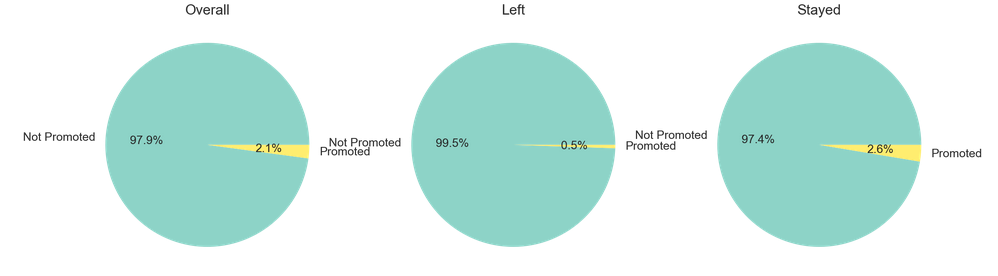 Overall
Not Promoted
97.9%
2.1%
Promoted
Left
Not Promoted
99.5%
0.5%
Promoted
Stayed
Not Promoted
97.4%
2.6%
Promoted